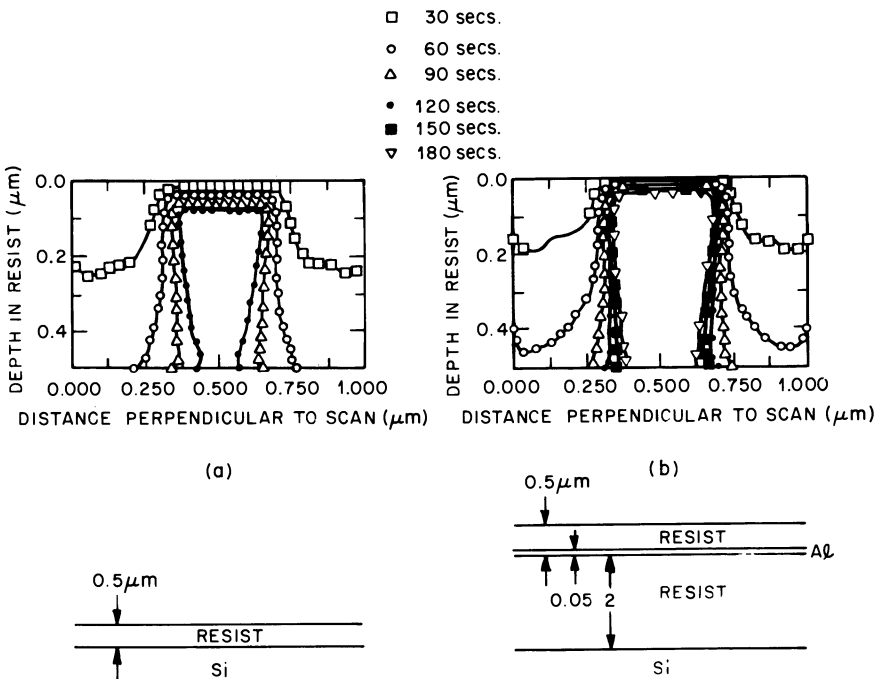 30 secs.
60 secs.
90 secs.
120 secs.
150 secs.
180 secs.
DEPTH IN RESIST (μm)
0.0
0.2
0.4
0.000 0.250 0.500 0.750 1.000
DISTANCE PERPENDICULAR TO SCAN (μm)
(a)
DEPTH IN RESIST (μm)
0.0
0.2
0.4
0.000 0.250 0.500 0.750 1.000
DISTANCE PERPENDICULAR TO SCAN (μm)
(b)
0.5μm
RESIST
Si
0.5μm
RESIST
Al
0.05 2 RESIST
Si